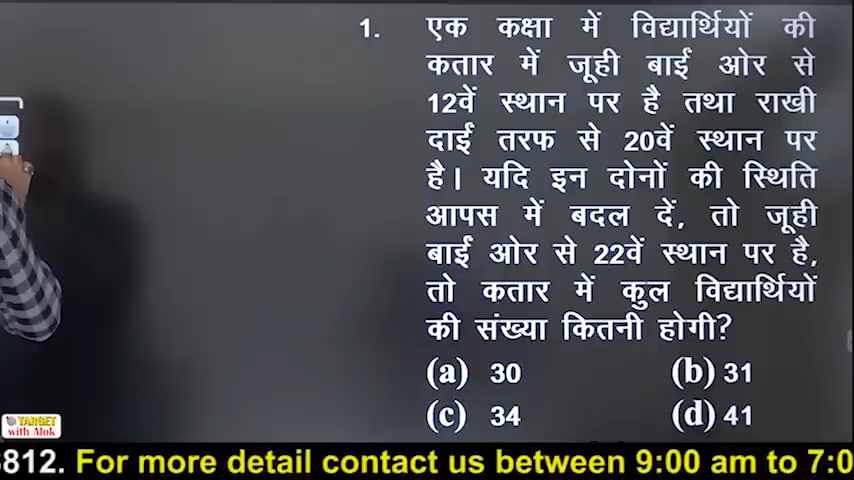 1. एक कक्षा में विद्यार्थियों की
कतार में जूही बाईं ओर से
12वें स्थान पर है तथा राखी
दाईं तरफ से 20वें स्थान पर
है। यदि इन दोनों की स्थिति
आपस में बदल दें, तो जूही
बाईं ओर से 22वें स्थान पर है,
तो कतार में कुल विद्यार्थियों
की संख्या कितनी होगी?
(a) 30 (b) 31
(c) 34 (d) 41
TARGET
with Alok
812. For more detail contact us between 9:00 am to 7:0